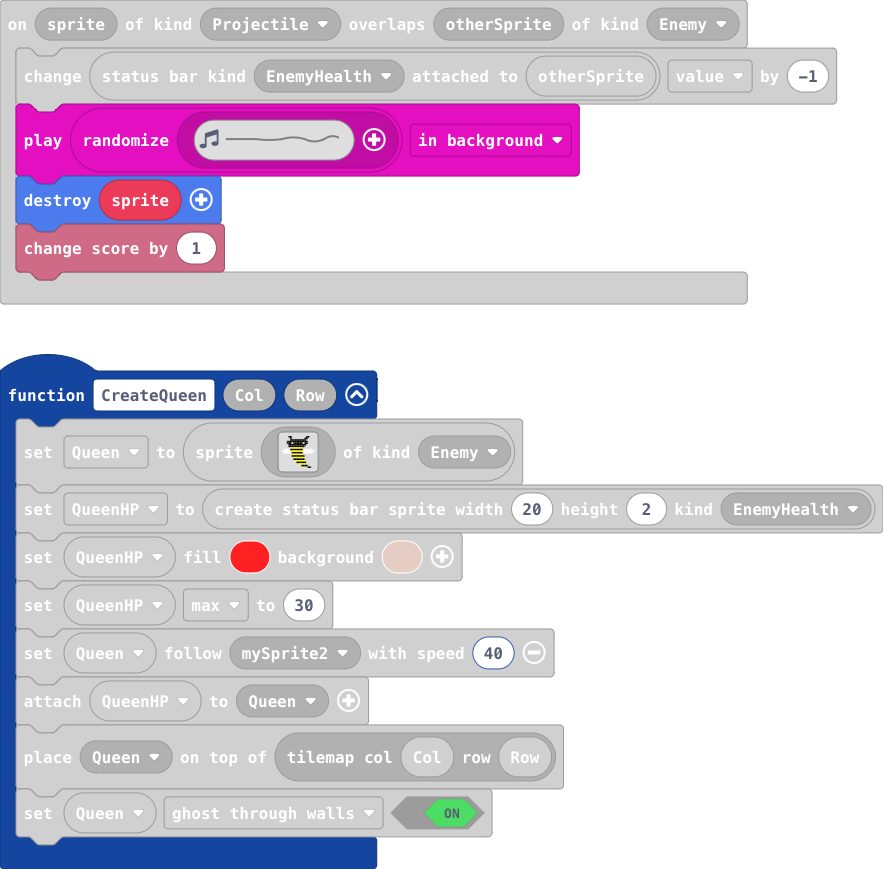 on sprite of kind Projectile overlaps otherSprite of kind Enemy
change status bar kind EnemyHealth attached to otherSprite value by -1
play randomize in background
destroy sprite
change score by 1
function CreateQueen Col Row
set Queen to sprite of kind Enemy
set QueenHP to create status bar sprite width 20 height 2 kind EnemyHealth
set QueenHP fill background
set QueenHP max to 30
set Queen follow mySprite2 with speed 40
attach QueenHP to Queen
place Queen on top of tilemap col Col row Row
set Queen ghost through walls ON